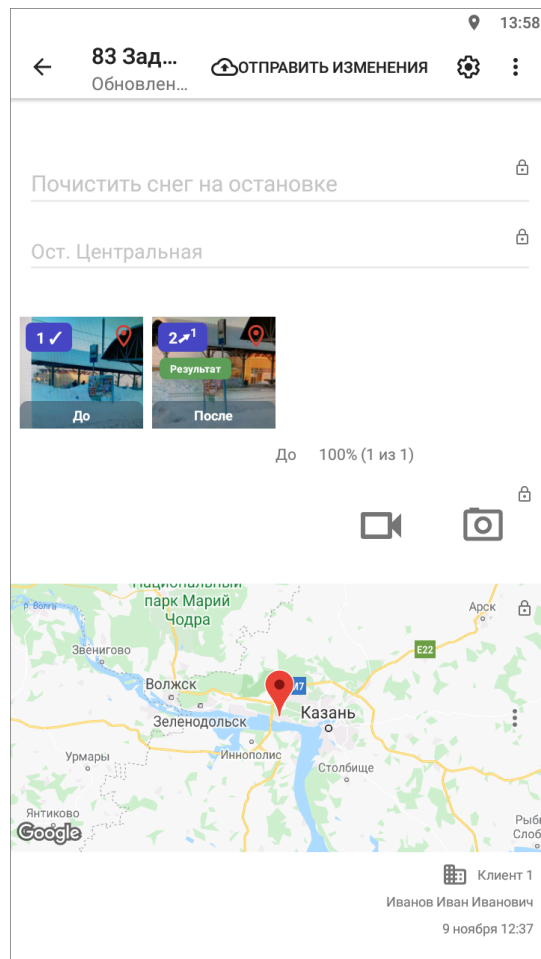 13:58
83 Зад...
Обновлен...
ОТПРАВИТЬ ИЗМЕНЕНИЯ
Почистить снег на остановке
Ост. Центральная
1 ✓
2↗1
Результат
До
После
До 100% (1 из 1)
Национальный
парк Марий
Чодра
р. Волга
Арск
Звенигово
E22
Волжск
М7
Зеленодольск
Казань
Урмары
Иннополис
Столбище
Янтиково
Google
Клиент 1
Иванов Иван Иванович
9 ноября 12:37